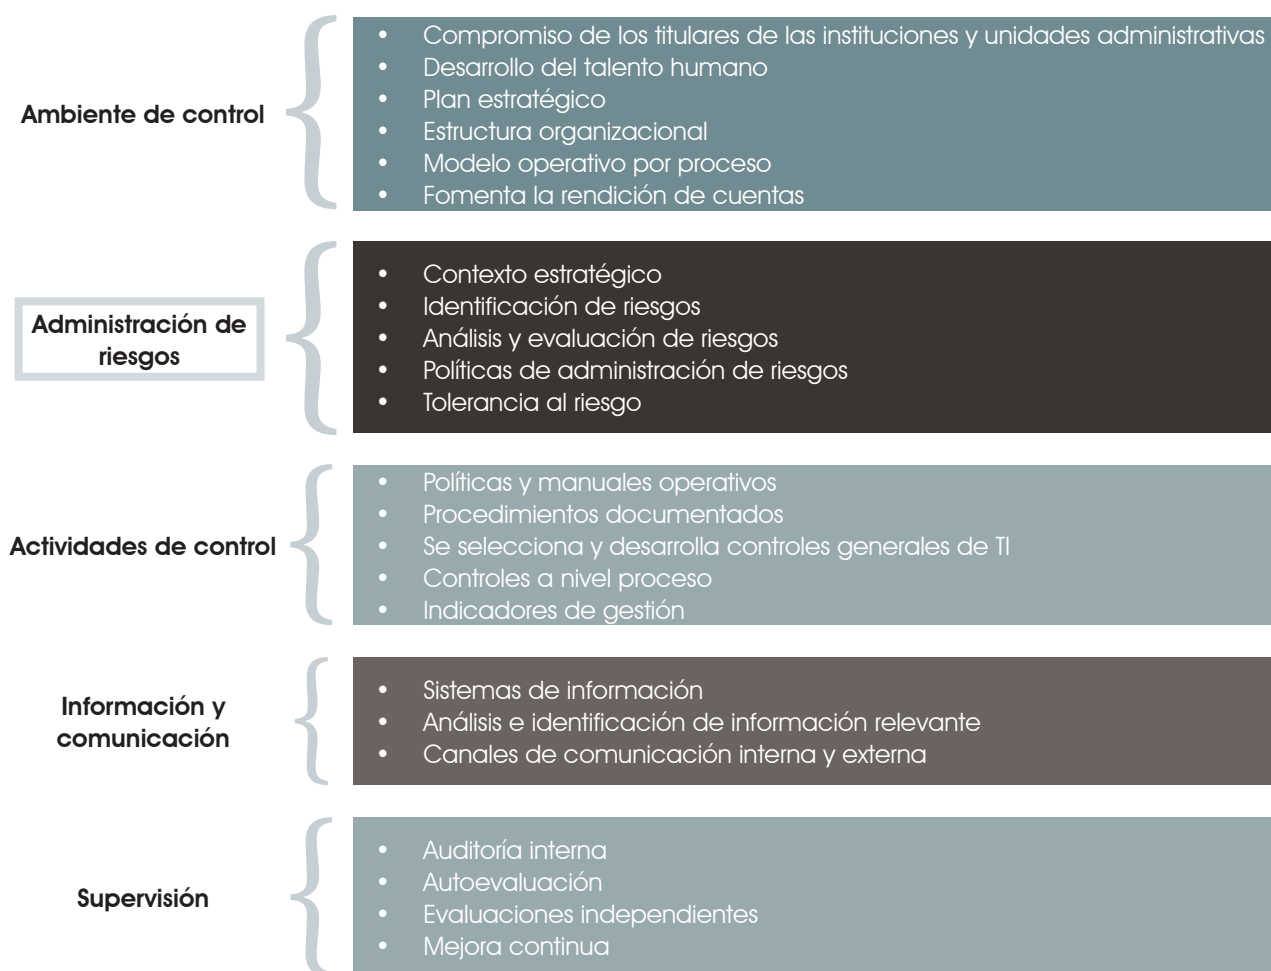 Ambiente de control
• Compromiso de los titulares de las instituciones y unidades administrativas
• Desarrollo del talento humano
• Plan estratégico
• Estructura organizacional
• Modelo operativo por proceso
• Fomenta la rendición de cuentas
Administración de
riesgos
• Contexto estratégico
• Identificación de riesgos
• Análisis y evaluación de riesgos
• Políticas de administración de riesgos
• Tolerancia al riesgo
Actividades de control
• Políticas y manuales operativos
• Procedimientos documentados
• Se selecciona y desarrolla controles generales de TI
• Controles a nivel proceso
• Indicadores de gestión
Información y
comunicación
• Sistemas de información
• Análisis e identificación de información relevante
• Canales de comunicación interna y externa
Supervisión
• Auditoría interna
• Autoevaluación
• Evaluaciones independientes
• Mejora continua